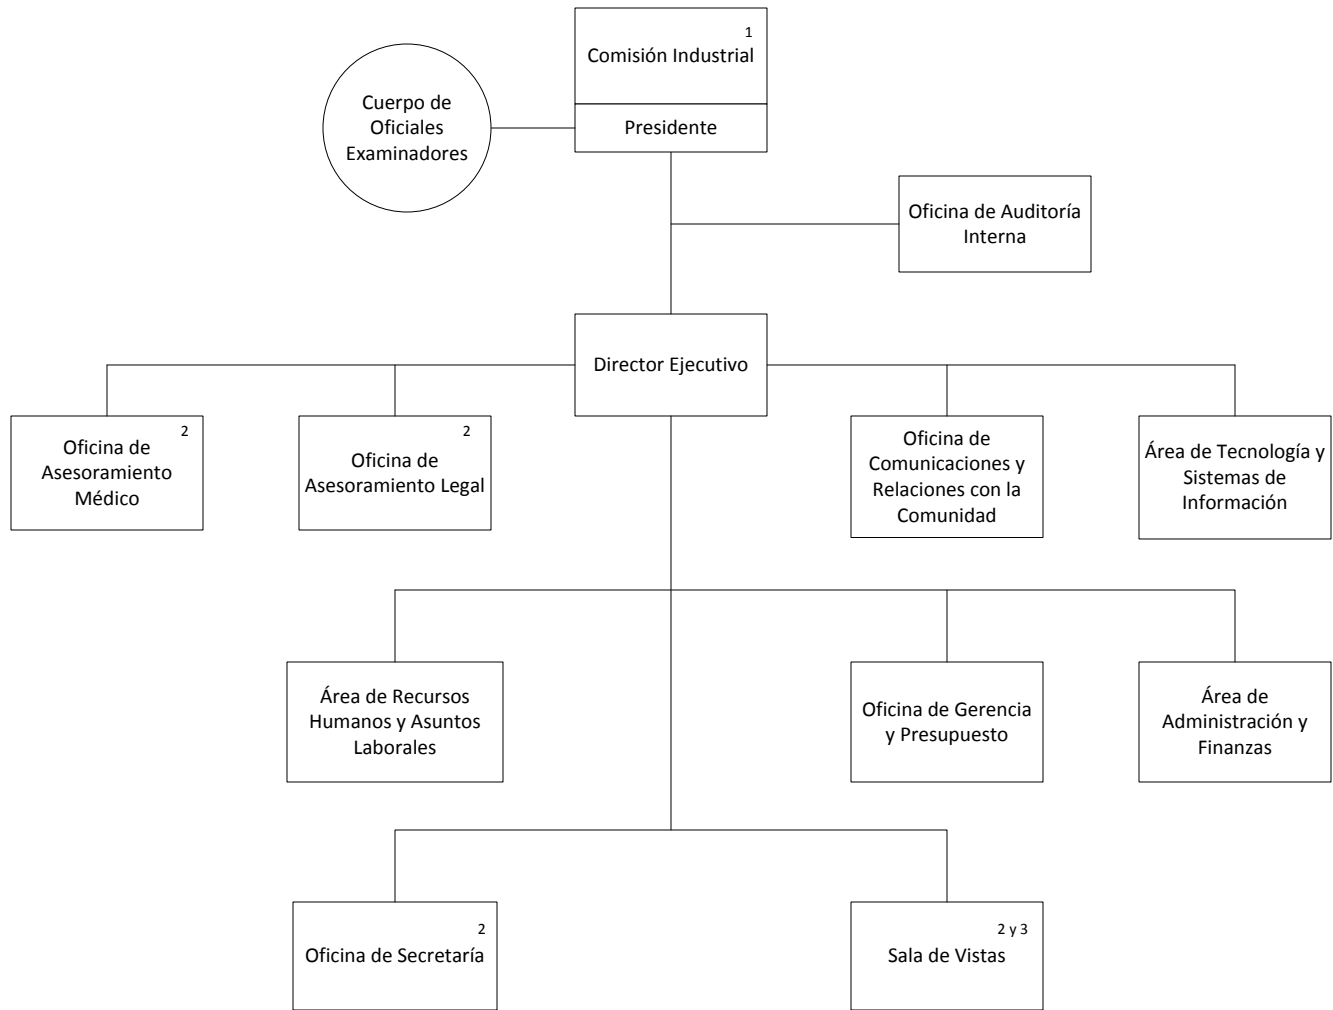 1
Comisión Industrial
Presidente
Cuerpo de
Oficiales
Examinadores
Oficina de Auditoría
Interna
Director Ejecutivo
2
Oficina de
Asesoramiento
Médico
2
Oficina de
Asesoramiento Legal
Oficina de
Comunicaciones y
Relaciones con la
Comunidad
Área de Tecnología y
Sistemas de
Información
Área de Recursos
Humanos y Asuntos
Laborales
Oficina de Gerencia
y Presupuesto
Área de
Administración y
Finanzas
2
Oficina de Secretaría
2 y 3
Sala de Vistas